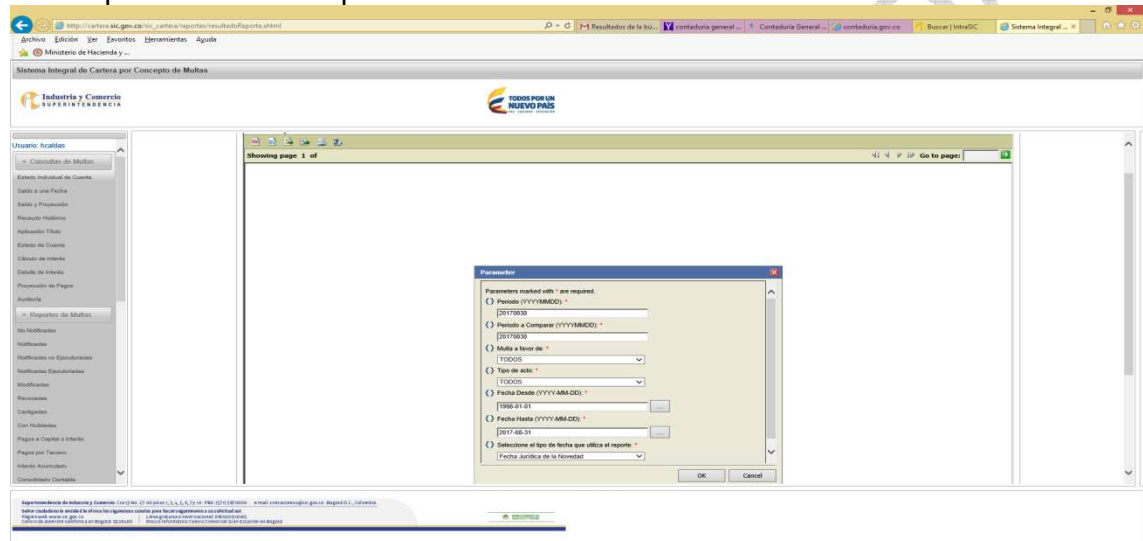 http://cartera.sic.gov.co/sic_cartera/reportes/resultadoReporte.xhtml
Resultados de la bú...
contaduria general ...
Contaduría General ...
contaduria.gov.co
Buscar | IntraSIC
Sistema Integral ...
Archivo Edición Ver Favoritos Herramientas Ayuda
Ministerio de Hacienda y ...
Sistema Integral de Cartera por Concepto de Multas
Industria y Comercio
SUPERINTENDENCIA
TODOS POR UN
NUEVO PAÍS
PAZ EQUIDAD EDUCACIÓN
Usuario: hcaldas
Consultas de Multas
Estado Individual de Cuenta
Saldo a una Fecha
Saldo y Proyección
Recaudo Histórico
Aplicación Título
Estado de Cuenta
Cálculo de Interés
Detalle de Interés
Proyección de Pagos
Auditoría
Reportes de Multas
No Notificadas
Notificadas
Notificadas no Ejecutoriadas
Notificadas Ejecutoriadas
Modificadas
Revocadas
Castigadas
Con Nulidades
Pagos a Capital o Interés
Pagos por Tercero
Interés Acumulado
Consolidado Contable
Showing page 1 of
Go to page:
Parameter
Parameters marked with * are required.
Periodo (YYYYMMDD): *
20170830
Periodo a Comparar (YYYYMMDD): *
20170630
Multa a favor de: *
TODOS
Tipo de acto: *
TODOS
Fecha Desde (YYYY-MM-DD): *
1998-01-01
...
Fecha Hasta (YYYY-MM-DD): *
2017-08-31
...
Seleccione el tipo de fecha que utiliza el reporte: *
Fecha Jurídica de la Novedad
OK
Cancel